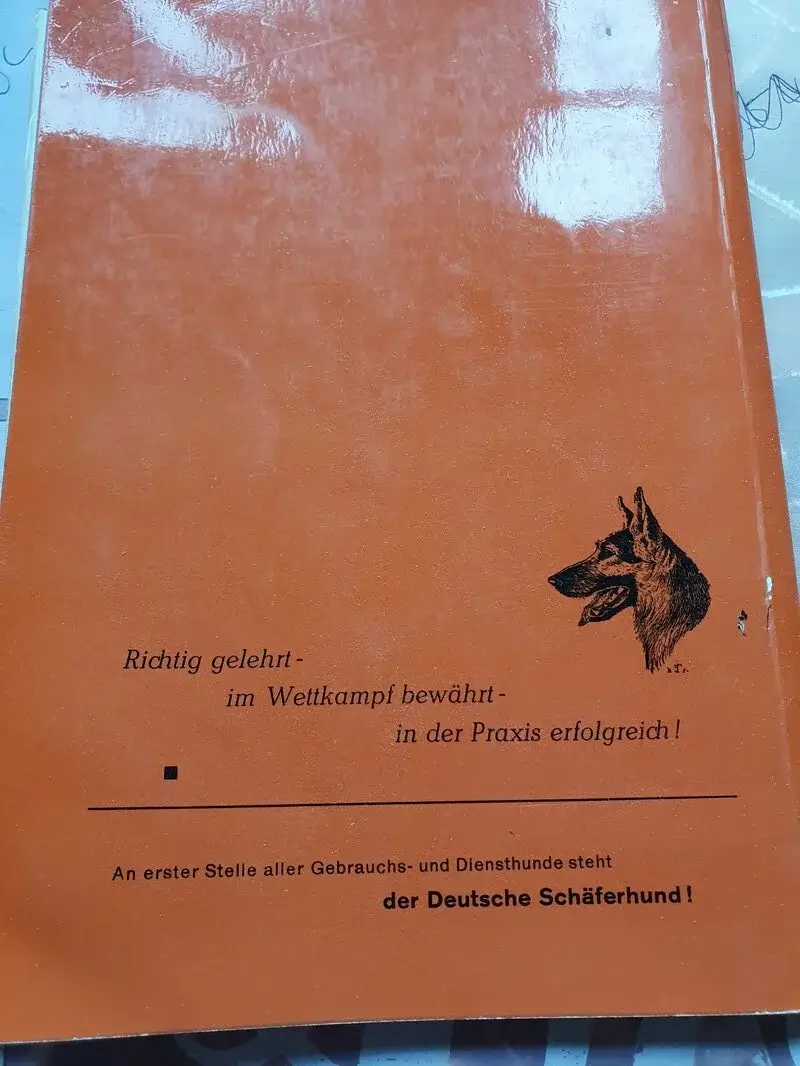 Richtig gelehrt -
im Wettkampf bewährt -
in der Praxis erfolgreich!
An erster Stelle aller Gebrauchs- und Diensthunde steht
der Deutsche Schäferhund!